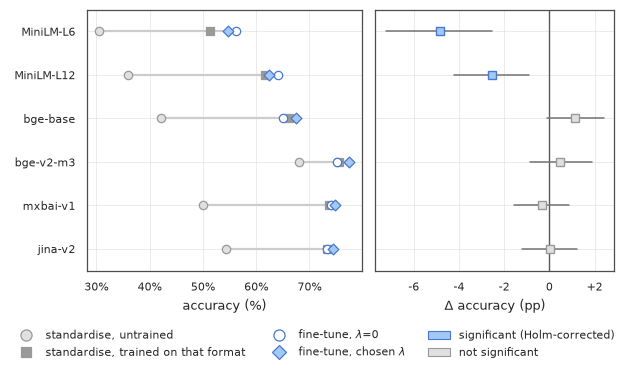 MiniLM-L6
MiniLM-L12
bge-base
bge-v2-m3
mxbai-v1
jina-v2
30% 40% 50% 60% 70%
-6 -4 -2 0 +2
accuracy (%)
Δ accuracy (pp)
standardise, untrained
standardise, trained on that format
fine-tune, λ=0
fine-tune, chosen λ
significant (Holm-corrected)
not significant